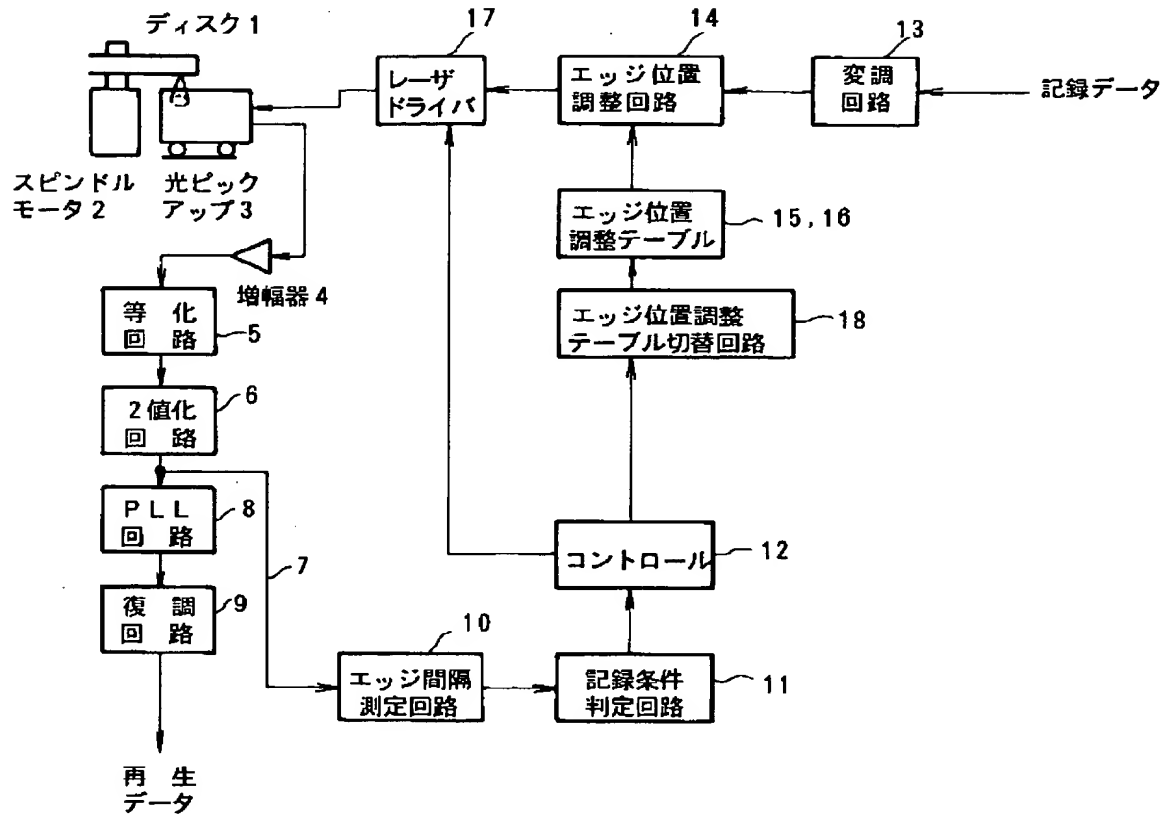 ディスク1
17
14
13
レーザ
ドライバ
エッジ位置
調整回路
変調
回路
記録データ
スピンドル
モータ2
光ピック
アップ3
エッジ位置
調整テーブル
15,16
増幅器4
等化
回路
5
エッジ位置調整
テーブル切替回路
18
2値化
回路
6
PLL
回路
8
7
コントロール
12
復調
回路
9
10
エッジ間隔
測定回路
記録条件
判定回路
11
再生
データ